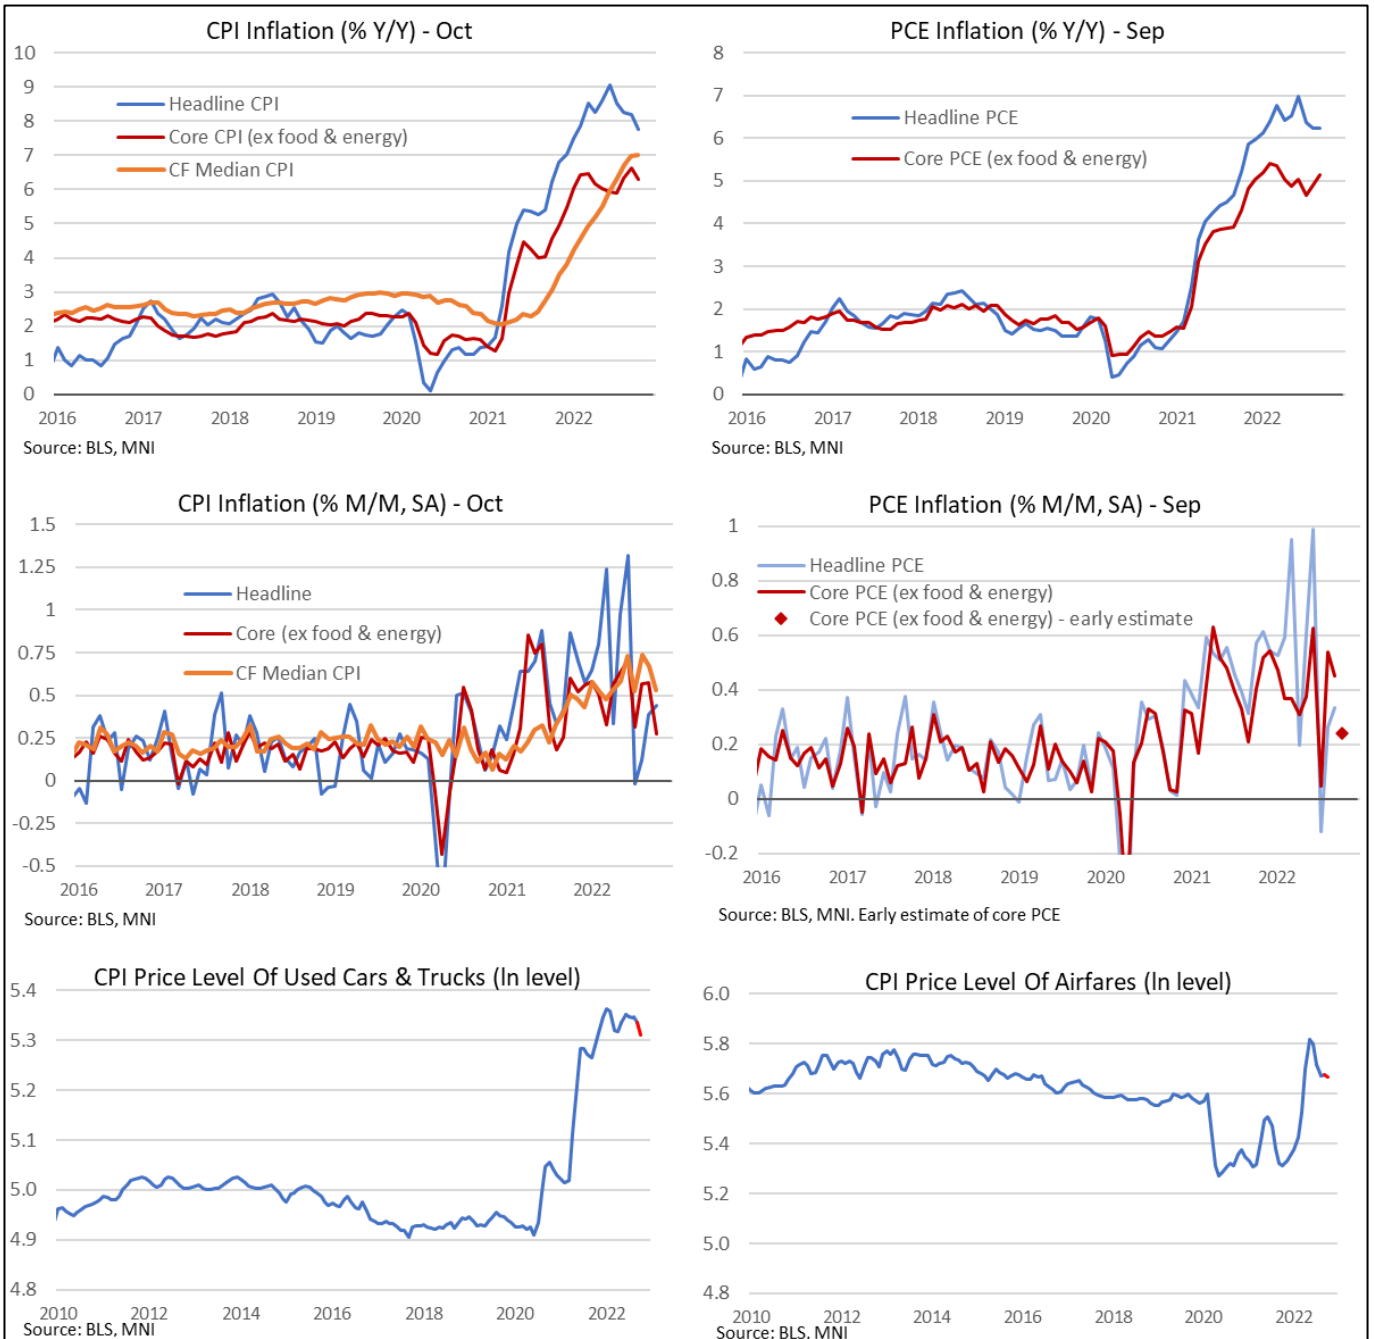 CPI Inflation (% Y/Y) - Oct
10
9
8
7
6
5
4
3
2
1
0
Headline CPI
Core CPI (ex food & energy)
CF Median CPI
2016 2017 2018 2019 2020 2021 2022
Source: BLS, MNI
PCE Inflation (% Y/Y) - Sep
8
7
6
5
4
3
2
1
0
Headline PCE
Core PCE (ex food & energy)
2016 2017 2018 2019 2020 2021 2022
Source: BLS, MNI
CPI Inflation (% M/M, SA) - Oct
1.5
1.25
1
0.75
0.5
0.25
0
-0.25
-0.5
Headline
Core (ex food & energy)
CF Median CPI
2016 2017 2018 2019 2020 2021 2022
Source: BLS, MNI
PCE Inflation (% M/M, SA) - Sep
1
0.8
0.6
0.4
0.2
0
-0.2
Headline PCE
Core PCE (ex food & energy)
Core PCE (ex food & energy) - early estimate
2016 2017 2018 2019 2020 2021 2022
Source: BLS, MNI. Early estimate of core PCE
CPI Price Level Of Used Cars & Trucks (ln level)
5.4
5.3
5.2
5.1
5.0
4.9
4.8
2010 2012 2014 2016 2018 2020 2022
Source: BLS, MNI
CPI Price Level Of Airfares (ln level)
6.0
5.8
5.6
5.4
5.2
5.0
4.8
2010 2012 2014 2016 2018 2020 2022
Source: BLS, MNI